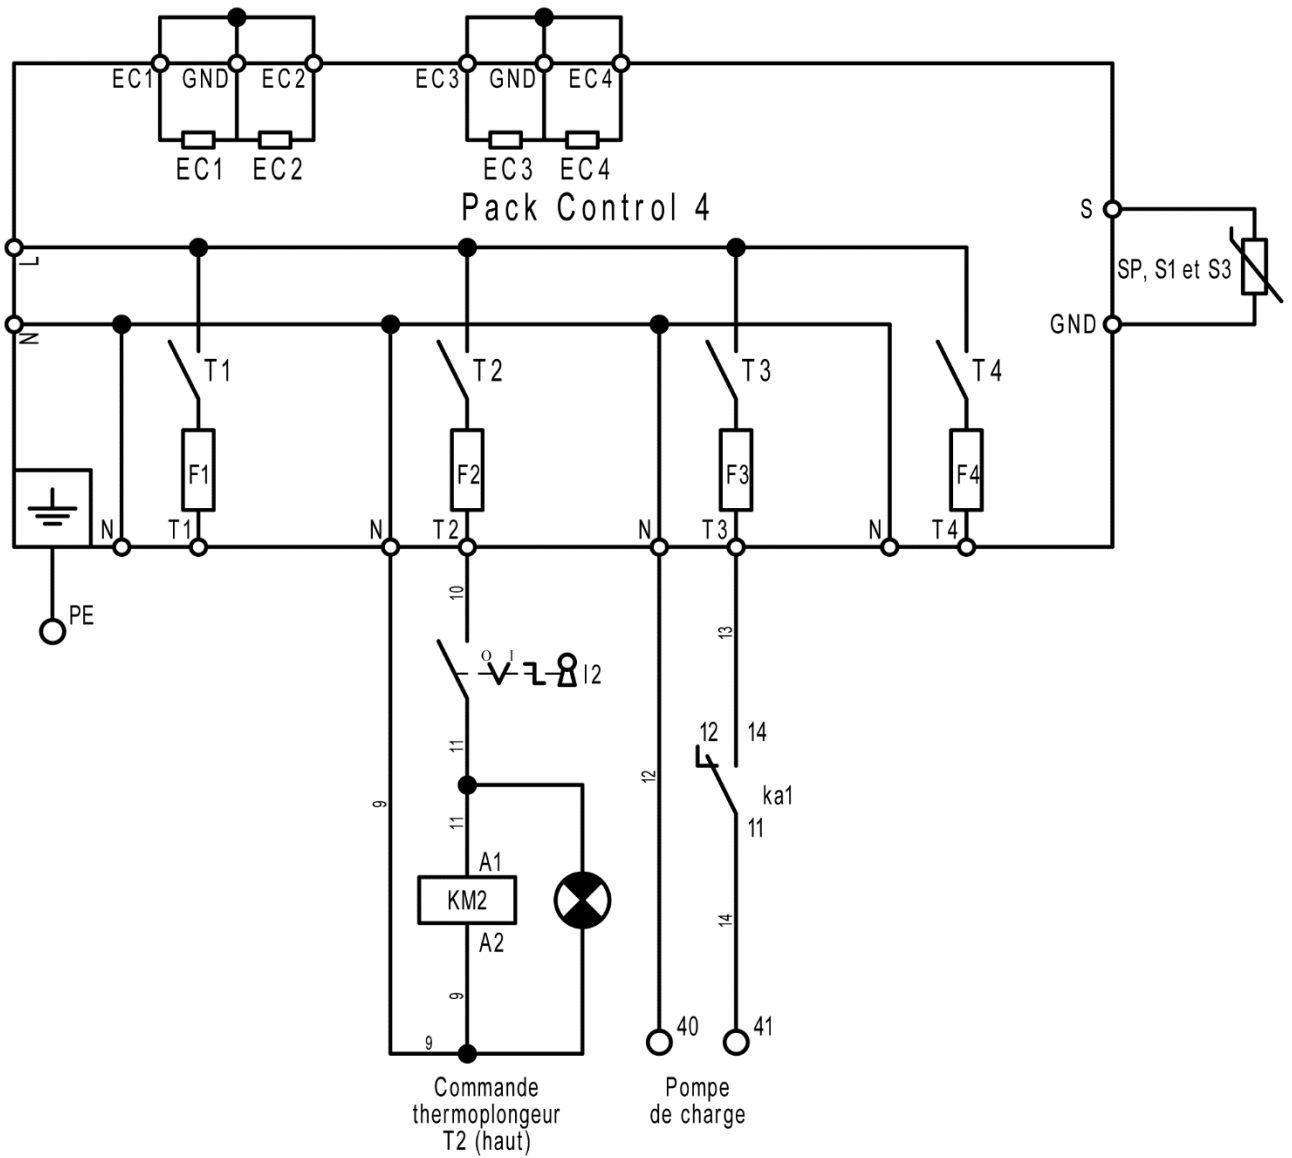 EC1 GND EC2 EC3 GND EC4
EC1 EC2 EC3 EC4
Pack Control 4
S
L
SP, S1 et S3
N
GND
T1 T2 T3 T4
F1 F2 F3 F4
N T1 N T2 N T3 N T4
PE
10
13
O I
I2
11
12 14
12
9
ka1
11
11
A1
KM2
A2
14
9
40 41
9
Commande
thermoplongeur
T2 (haut)
Pompe
de charge